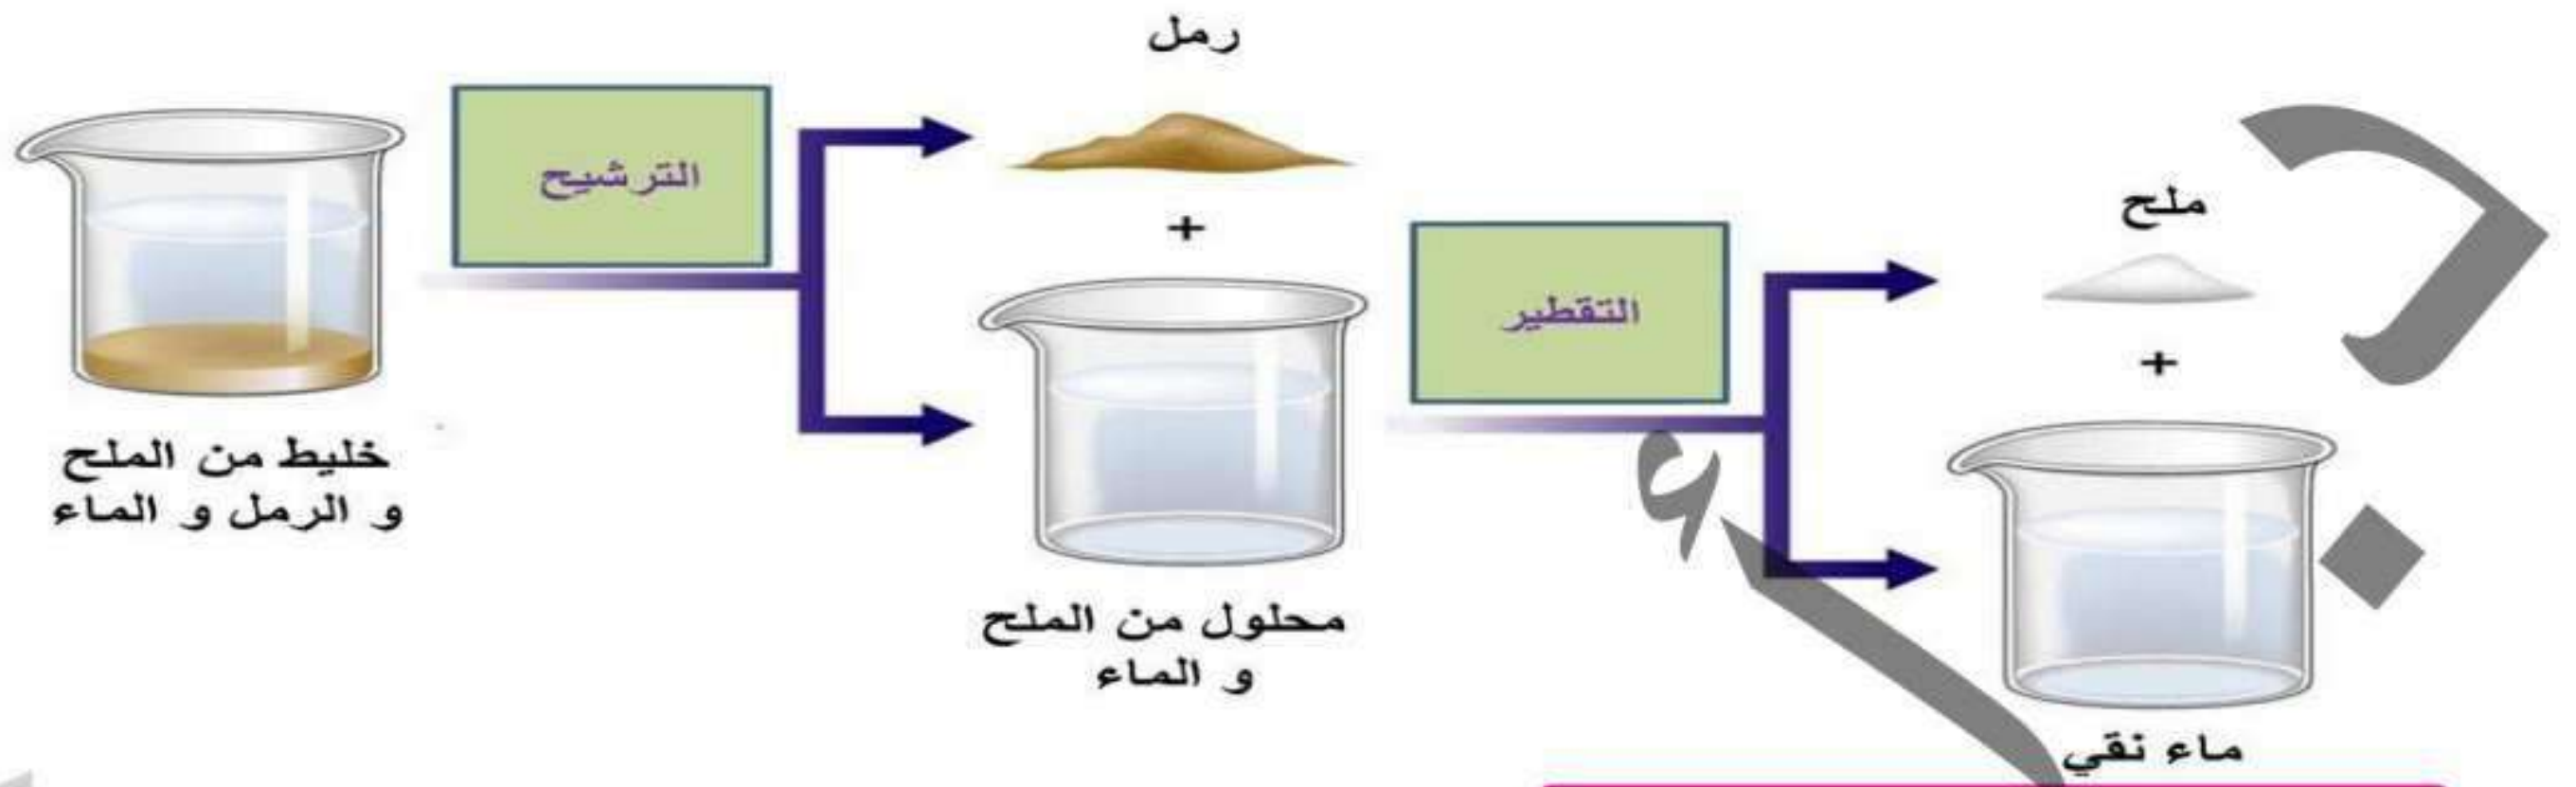 رمل
الترشيح
+
ملح
التقطير
+
خليط من الملح
و الرمل و الماء
محلول من الملح
و الماء
ماء نقي